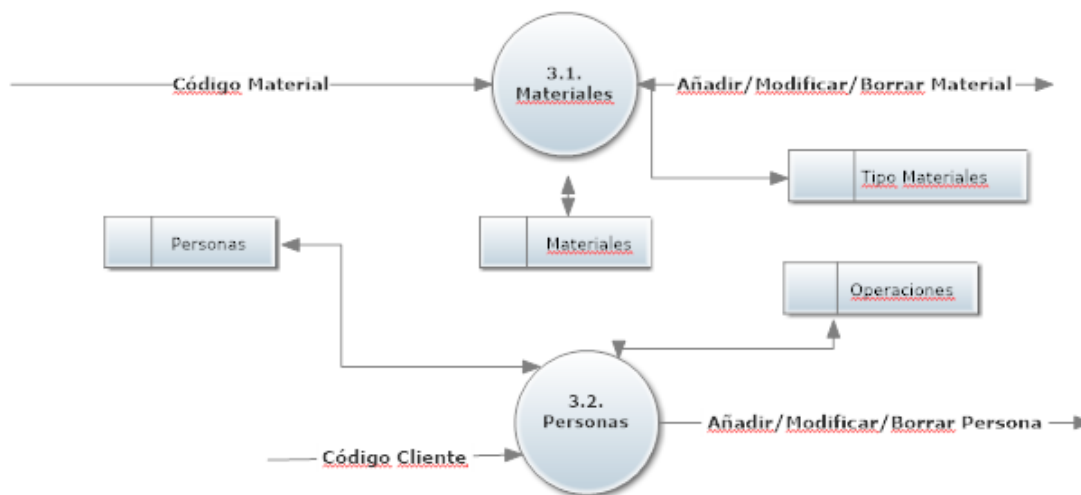 Código Material
3.1.
Materiales
Añadir/Modificar/Borrar Material
Tipo Materiales
Personas
Materiales
Operaciones
3.2.
Personas
Añadir/Modificar/Borrar Persona
Código Cliente